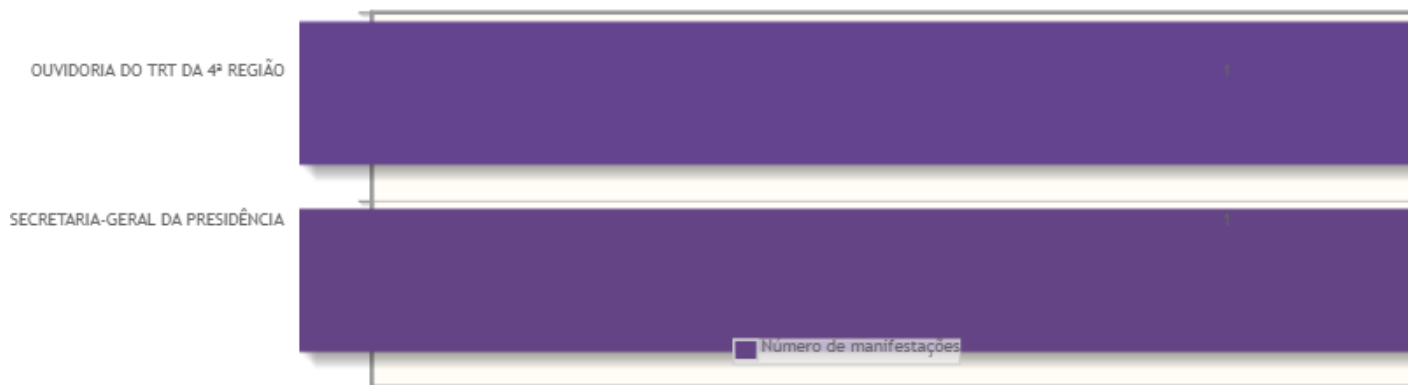 OUVIDORIA DO TRT DA 4ª REGIÃO
1
SECRETARIA-GERAL DA PRESIDÊNCIA
1
Número de manifestações